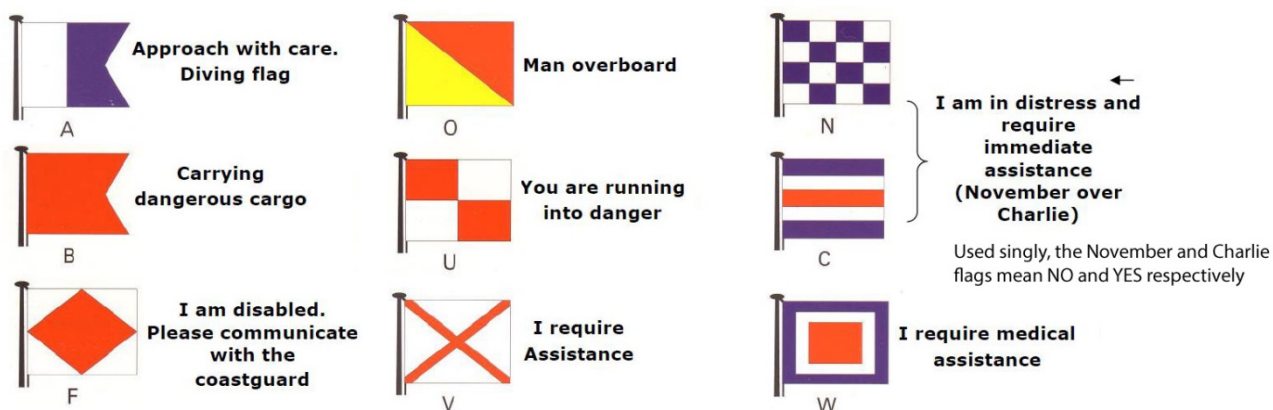 Approach with care.
Diving flag
A
Man overboard
O
N
I am in distress and
require
immediate
assistance
(November over
Charlie)
Carrying
dangerous cargo
B
You are running
into danger
U
C
Used singly, the November and Charlie
flags mean NO and YES respectively
I am disabled.
Please communicate
with the
coastguard
F
I require
Assistance
V
I require medical
assistance
W